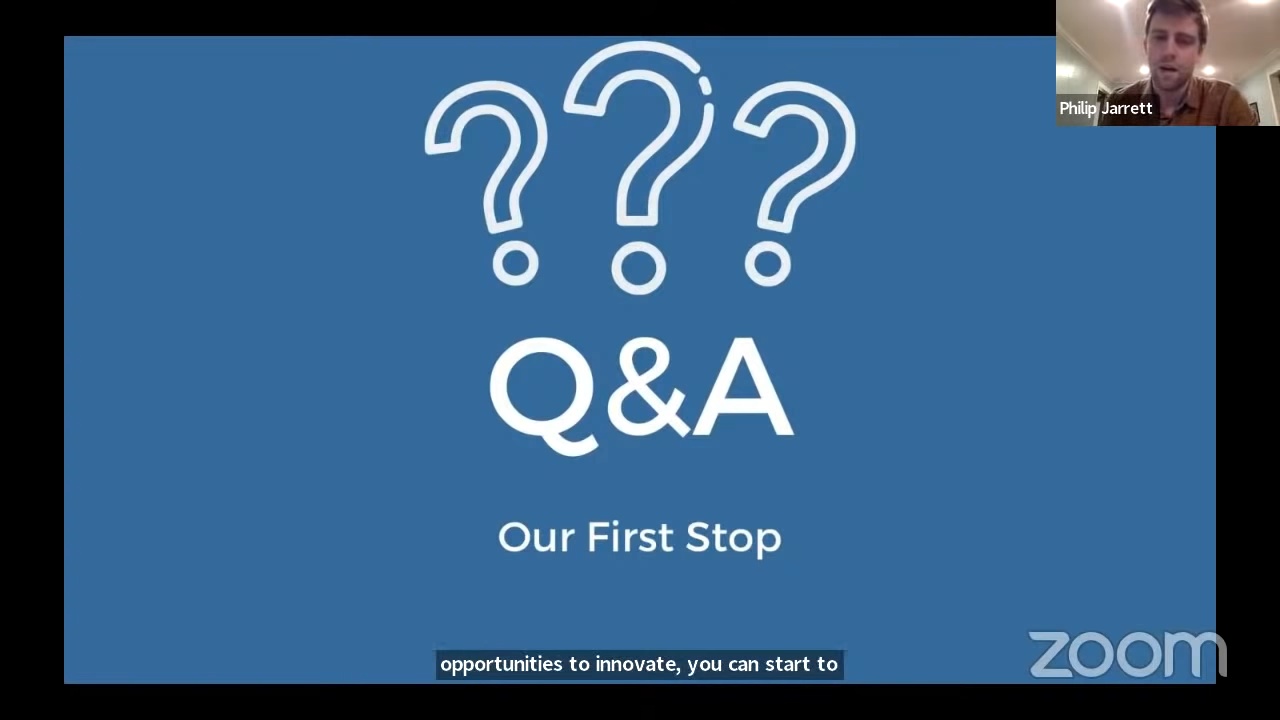 Philip Jarrett
???
Q&A
Our First Stop
opportunities to innovate, you can start to
zoom